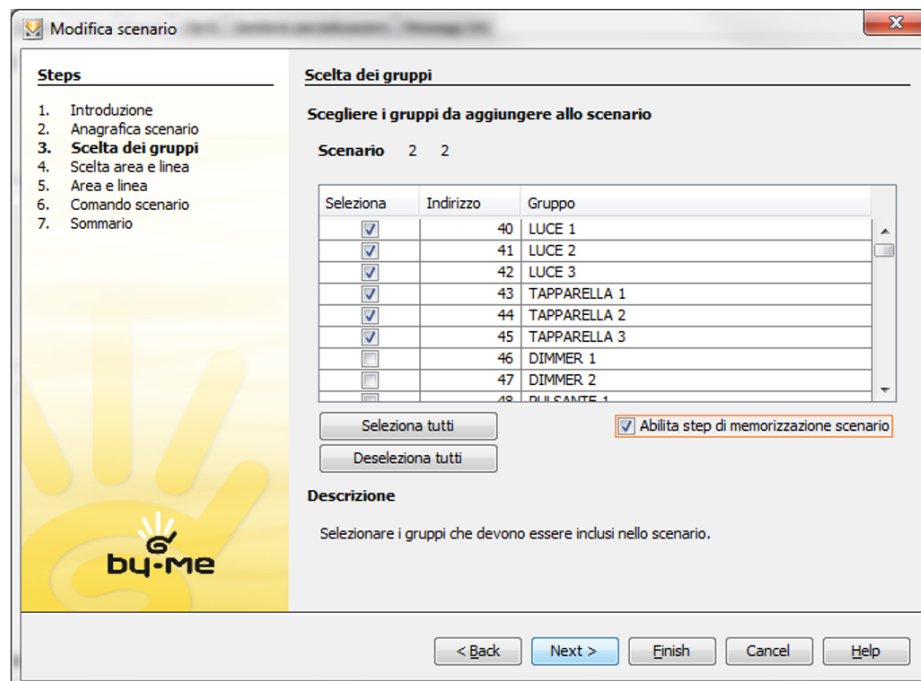 Modifica scenario
Steps
1. Introduzione
2. Anagrafica scenario
3. Scelta dei gruppi
4. Scelta area e linea
5. Area e linea
6. Comando scenario
7. Sommario
by-me
Scelta dei gruppi
Scegliere i gruppi da aggiungere allo scenario
Scenario 2 2
Seleziona Indirizzo Gruppo
40 LUCE 1
41 LUCE 2
42 LUCE 3
43 TAPPARELLA 1
44 TAPPARELLA 2
45 TAPPARELLA 3
46 DIMMER 1
47 DIMMER 2
48 PULSANTE 1
Seleziona tutti
Abilita step di memorizzazione scenario
Deseleziona tutti
Descrizione
Selezionare i gruppi che devono essere inclusi nello scenario.
< Back Next > Finish Cancel Help